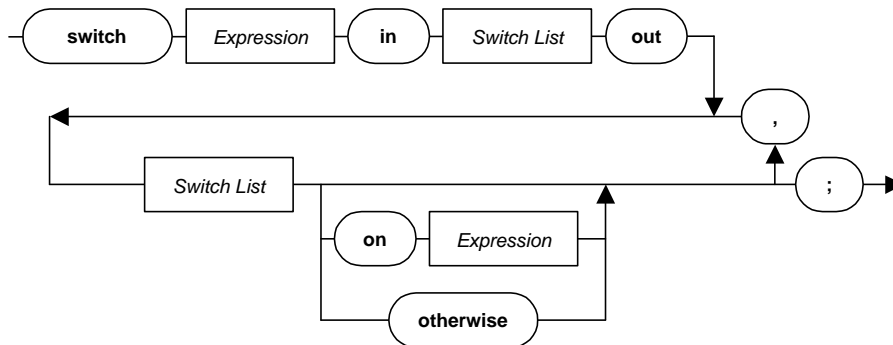 switch Expression in Switch List out
,
Switch List ;
on Expression
otherwise